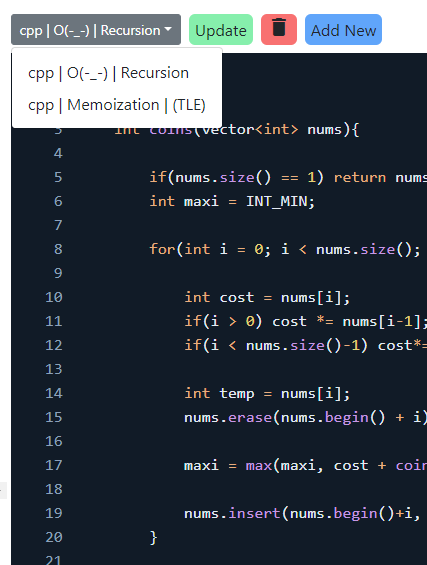 cpp | O(-_-) | Recursion Update Add New
cpp | O(-_-) | Recursion
cpp | Memoization | (TLE)
3 int coins(vector<int> nums){
4
5 if(nums.size() == 1) return nums
6 int maxi = INT_MIN;
7
8 for(int i = 0; i < nums.size();
9
10 int cost = nums[i];
11 if(i > 0) cost *= nums[i-1];
12 if(i < nums.size()-1) cost*=
13
14 int temp = nums[i];
15 nums.erase(nums.begin() + i)
16
17 maxi = max(maxi, cost + coin
18
19 nums.insert(nums.begin()+i,
20 }
21